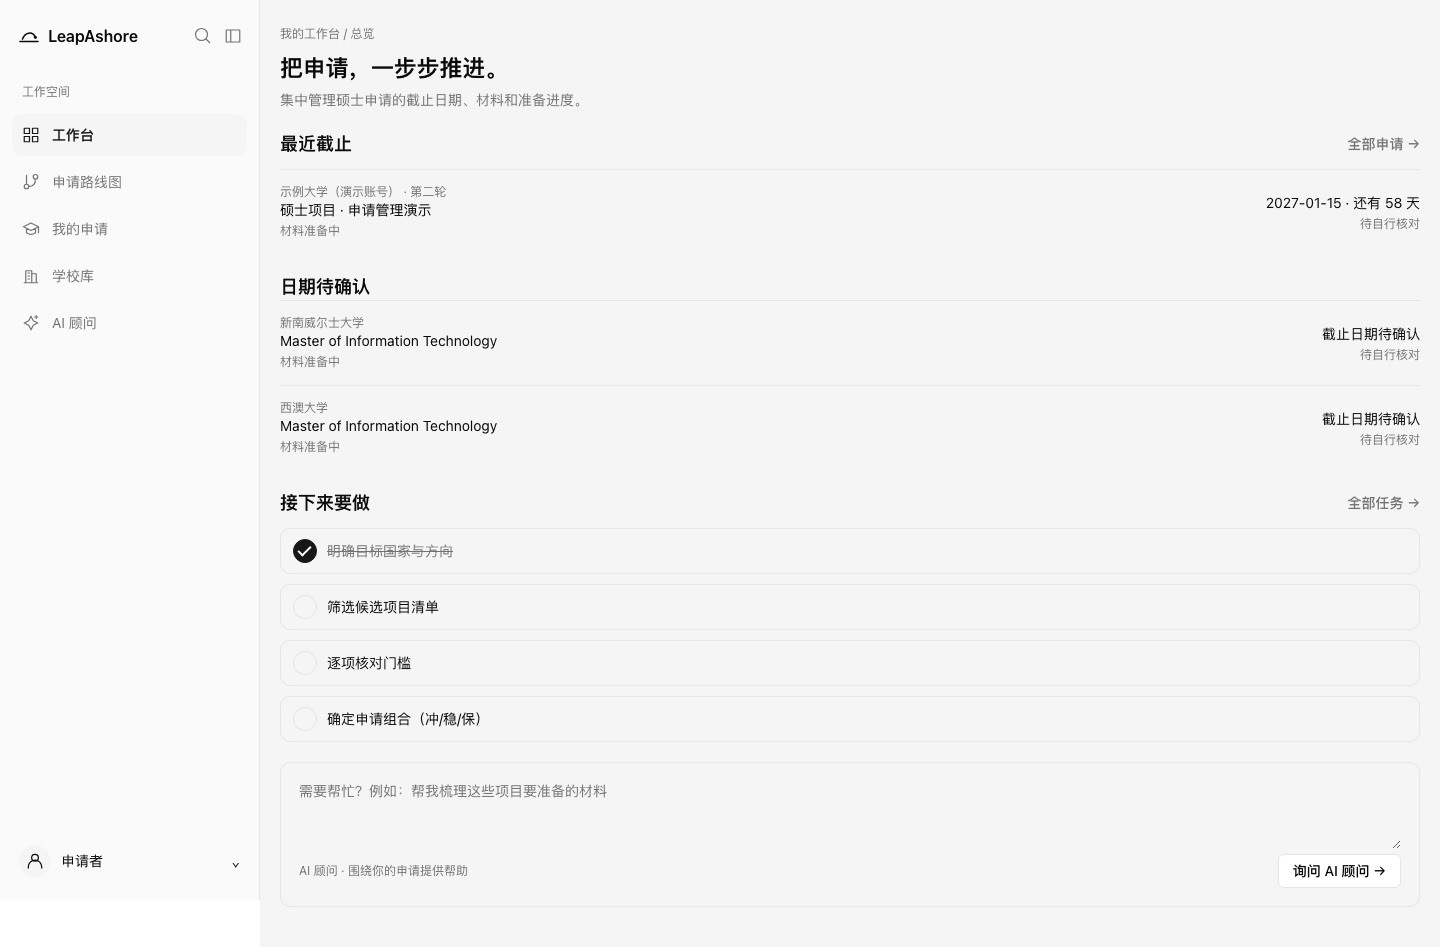 LeapAshore
工作空间
工作台
申请路线图
我的申请
学校库
AI 顾问
申请者
我的工作台 / 总览
把申请，一步步推进。
集中管理硕士申请的截止日期、材料和准备进度。
最近截止
全部申请 →
示例大学（演示账号） · 第二轮
硕士项目 · 申请管理演示
材料准备中
2027-01-15 · 还有 58 天
待自行核对
日期待确认
新南威尔士大学
Master of Information Technology
材料准备中
截止日期待确认
待自行核对
西澳大学
Master of Information Technology
材料准备中
截止日期待确认
待自行核对
接下来要做
全部任务 →
明确目标国家与方向
筛选候选项目清单
逐项核对门槛
确定申请组合（冲/稳/保）
需要帮忙？例如：帮我梳理这些项目要准备的材料
AI 顾问 · 围绕你的申请提供帮助
询问 AI 顾问 →